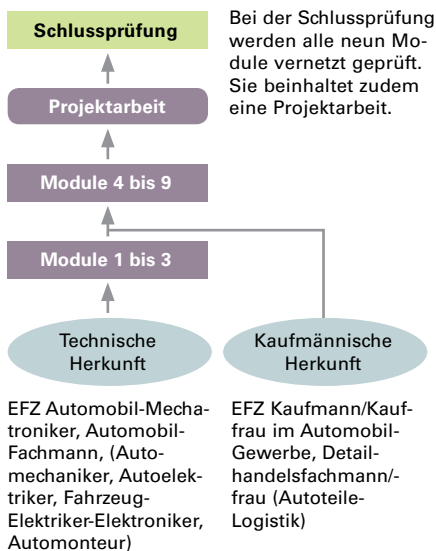 Schlussprüfung
Bei der Schlussprüfung
werden alle neun Mo-
dule vernetzt geprüft.
Sie beinhaltet zudem
eine Projektarbeit.
Projektarbeit
Module 4 bis 9
Module 1 bis 3
Technische
Herkunft
Kaufmännische
Herkunft
EFZ Automobil-Mecha-
troniker, Automobil-
Fachmann, (Auto-
mechaniker, Autoelek-
triker, Fahrzeug-
Elektriker-Elektroniker,
Automonteur)
EFZ Kaufmann/Kauf-
frau im Automobil-
Gewerbe, Detail-
handelsfachmann/-
frau (Autoteile-
Logistik)